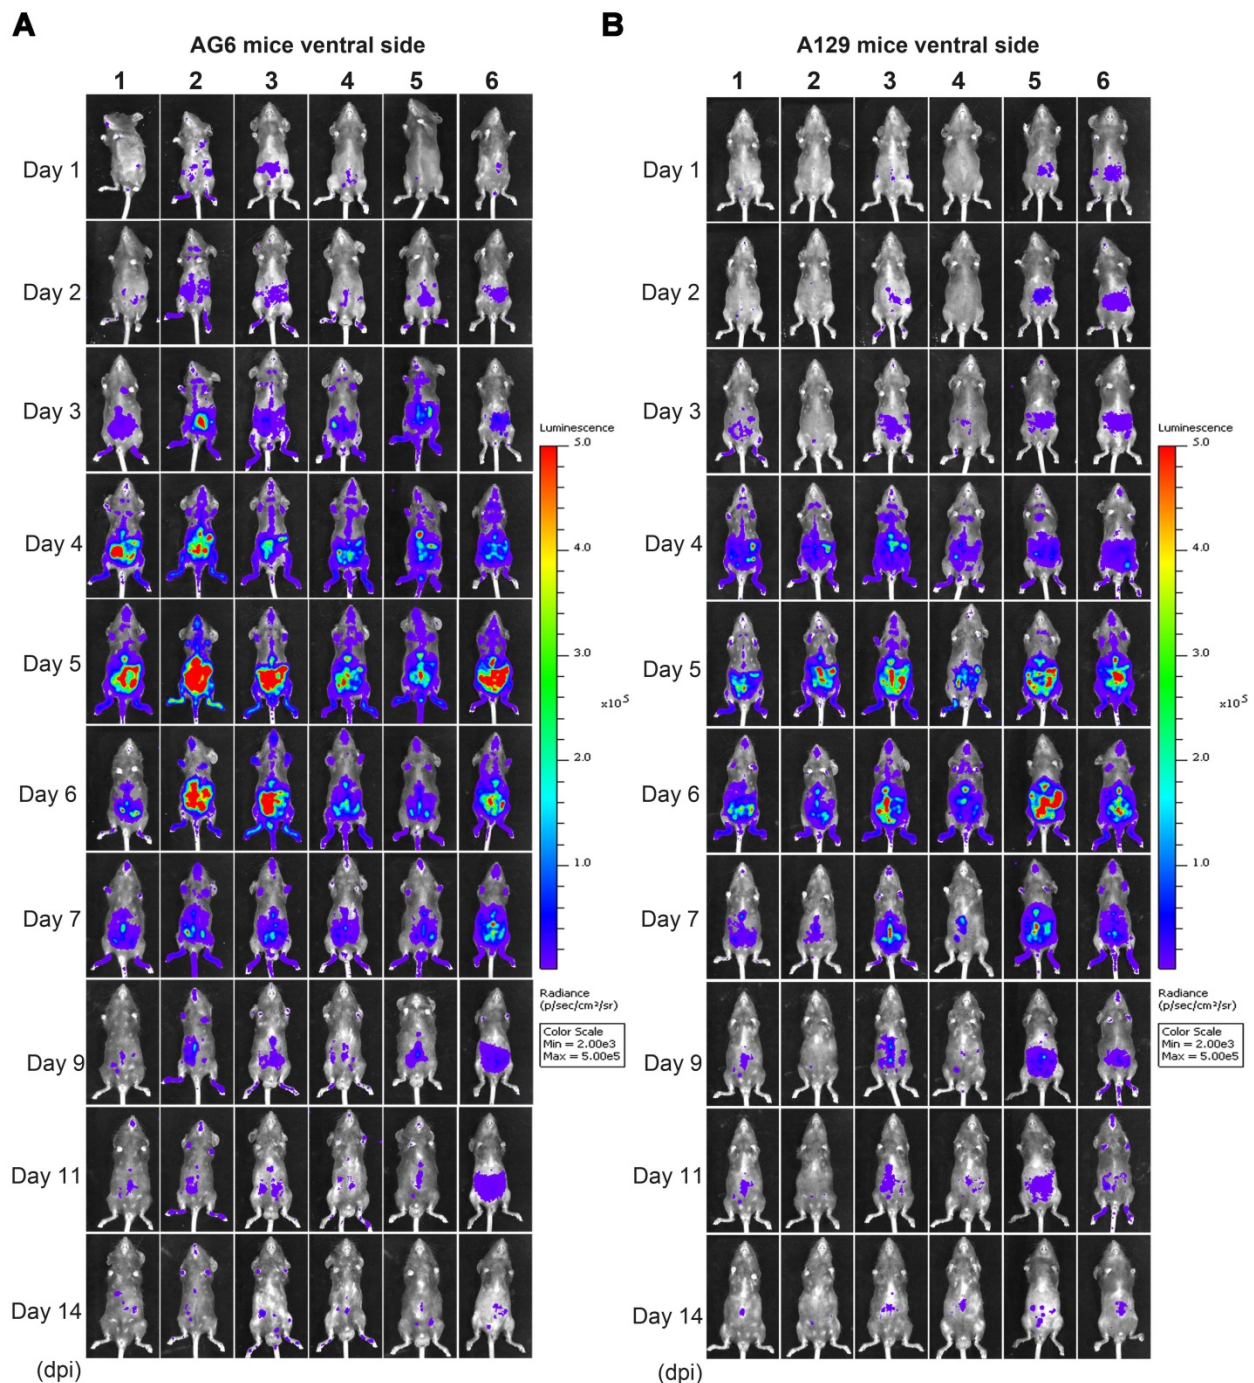 A
AG6 mice ventral side
1 2 3 4 5 6
Day 1
Day 2
Day 3
Day 4
Day 5
Day 6
Day 7
Day 9
Day 11
Day 14
(dpi)
Luminescence
5.0
4.0
3.0
x10⁵
2.0
1.0
Radiance
(p/sec/cm²/sr)
Color Scale
Min = 2.00e3
Max = 5.00e5
B
A129 mice ventral side
1 2 3 4 5 6
Day 1
Day 2
Day 3
Day 4
Day 5
Day 6
Day 7
Day 9
Day 11
Day 14
(dpi)
Luminescence
5.0
4.0
3.0
x10⁵
2.0
1.0
Radiance
(p/sec/cm²/sr)
Color Scale
Min = 2.00e3
Max = 5.00e5